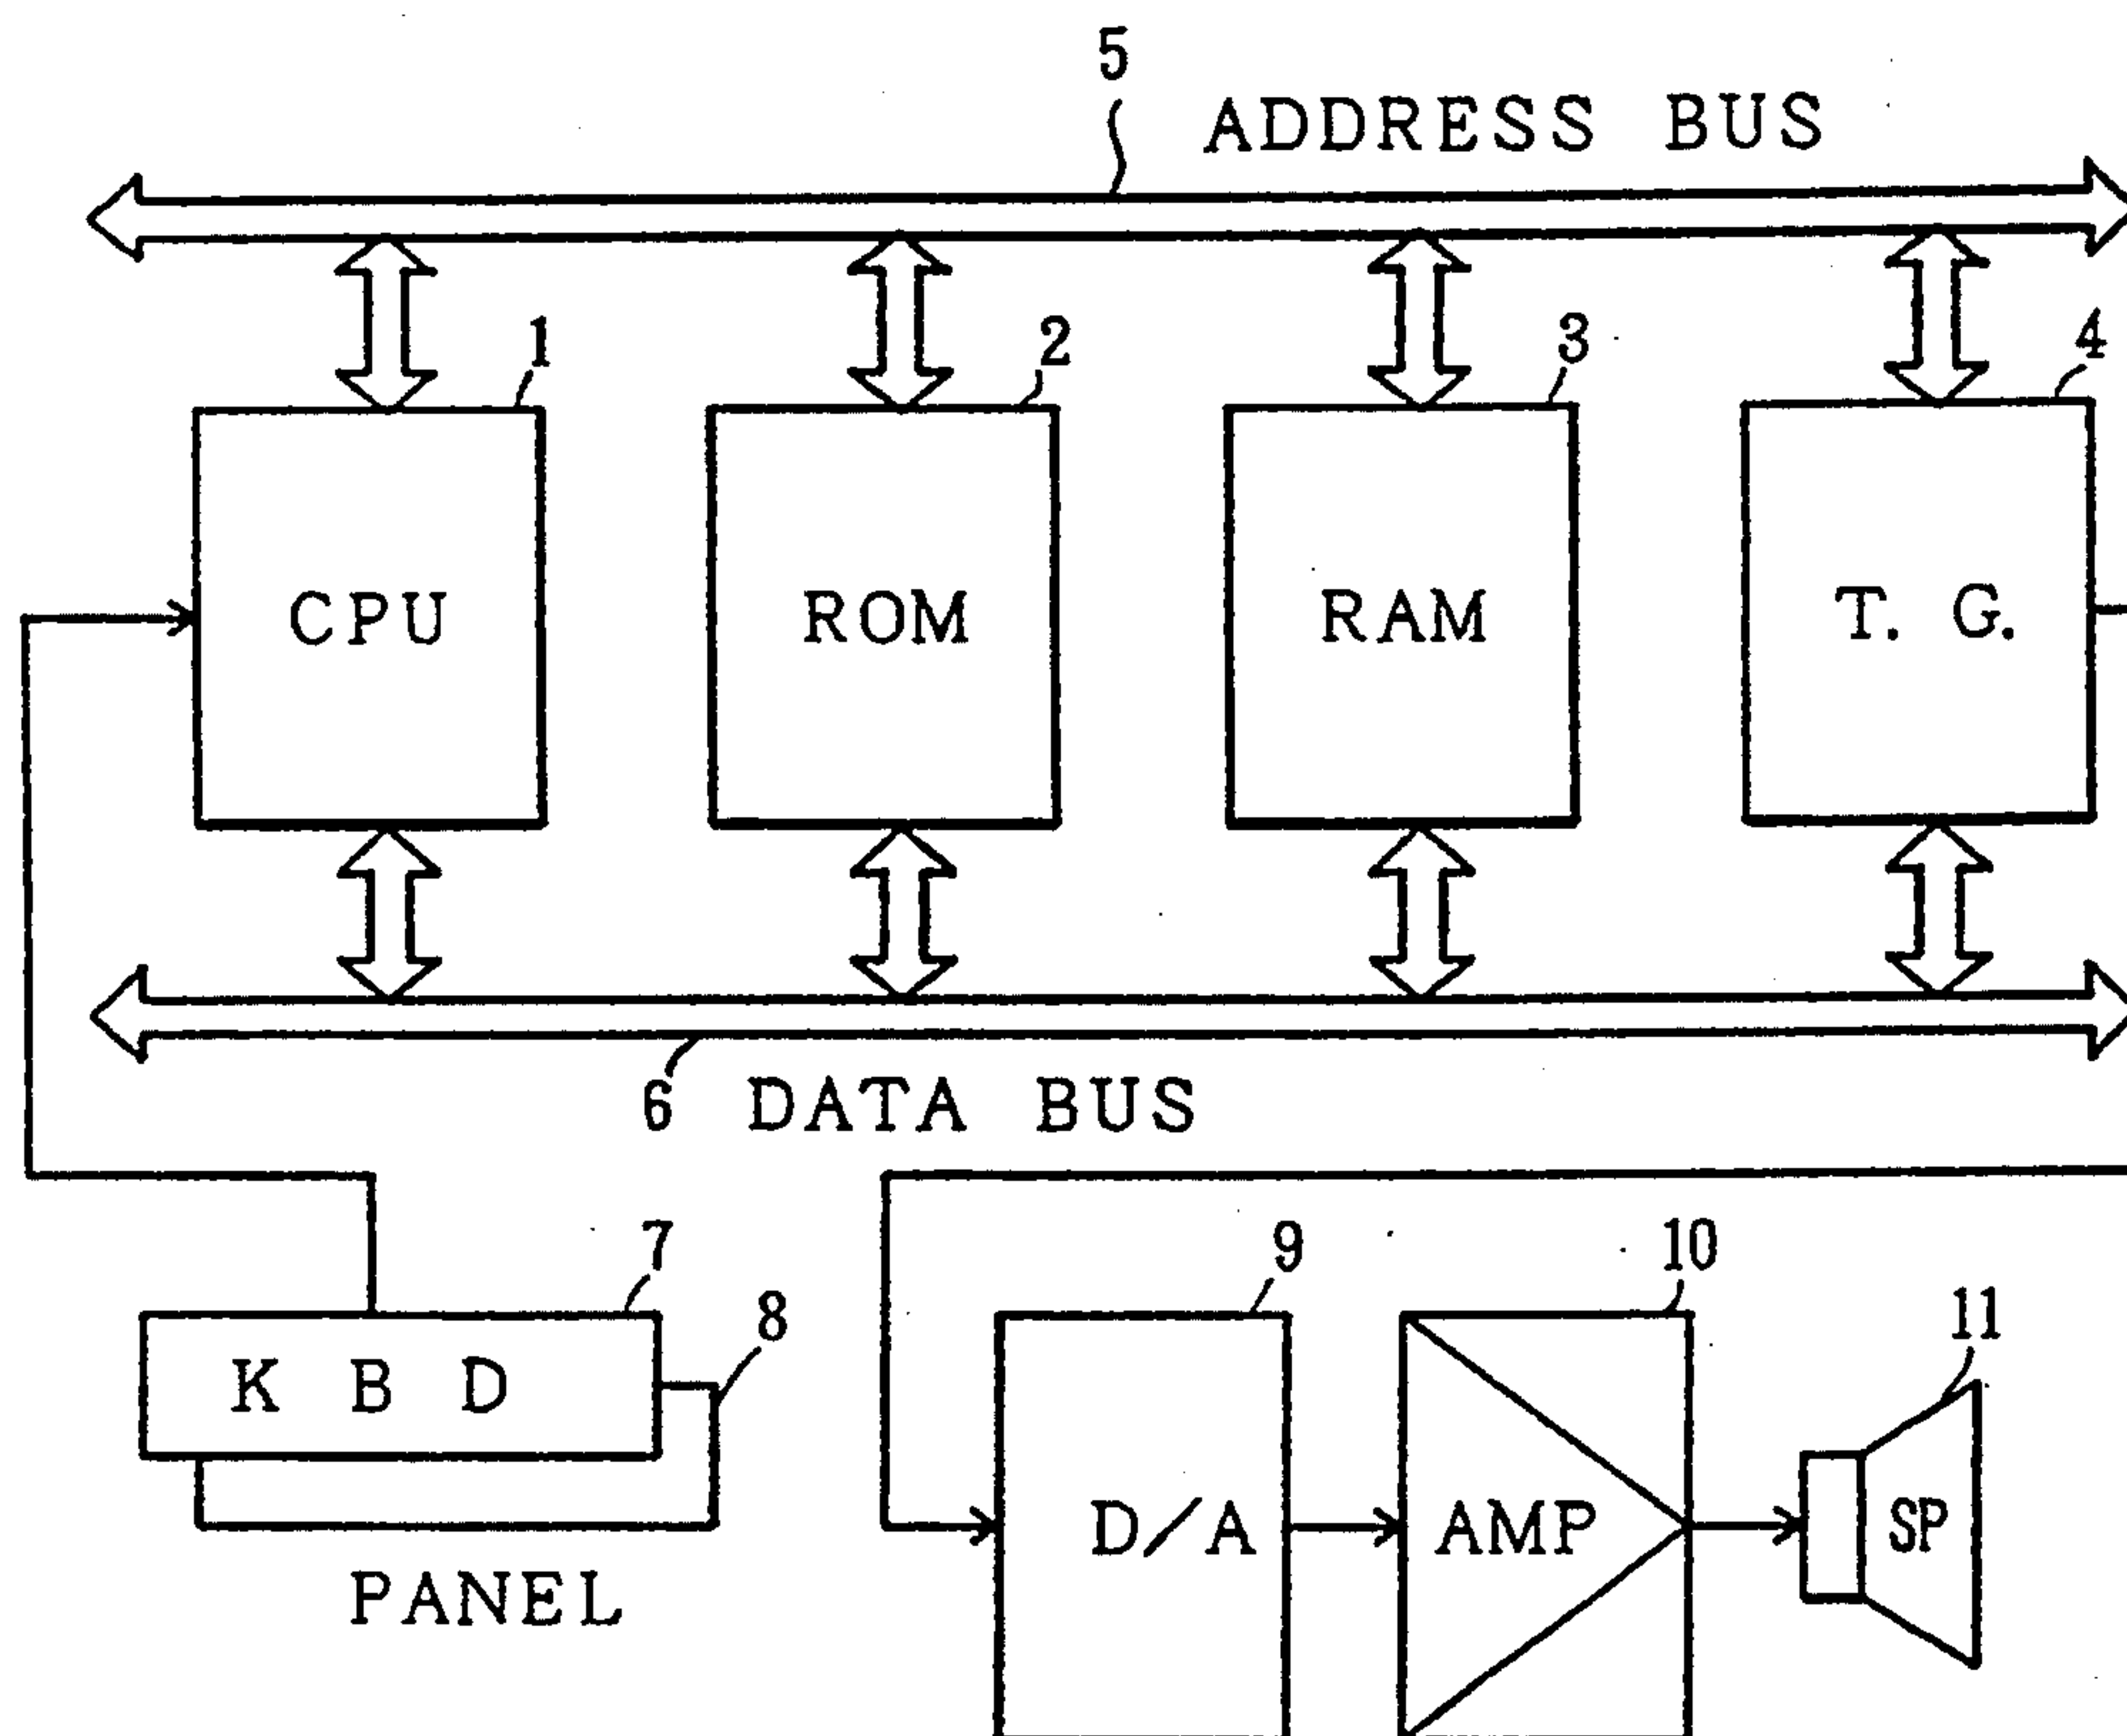 5
ADDRESS BUS
1
2
3
4
CPU
ROM
RAM
T. G.
6 DATA BUS
7
8
9
10
11
K B D
D/A
AMP
SP
PANEL